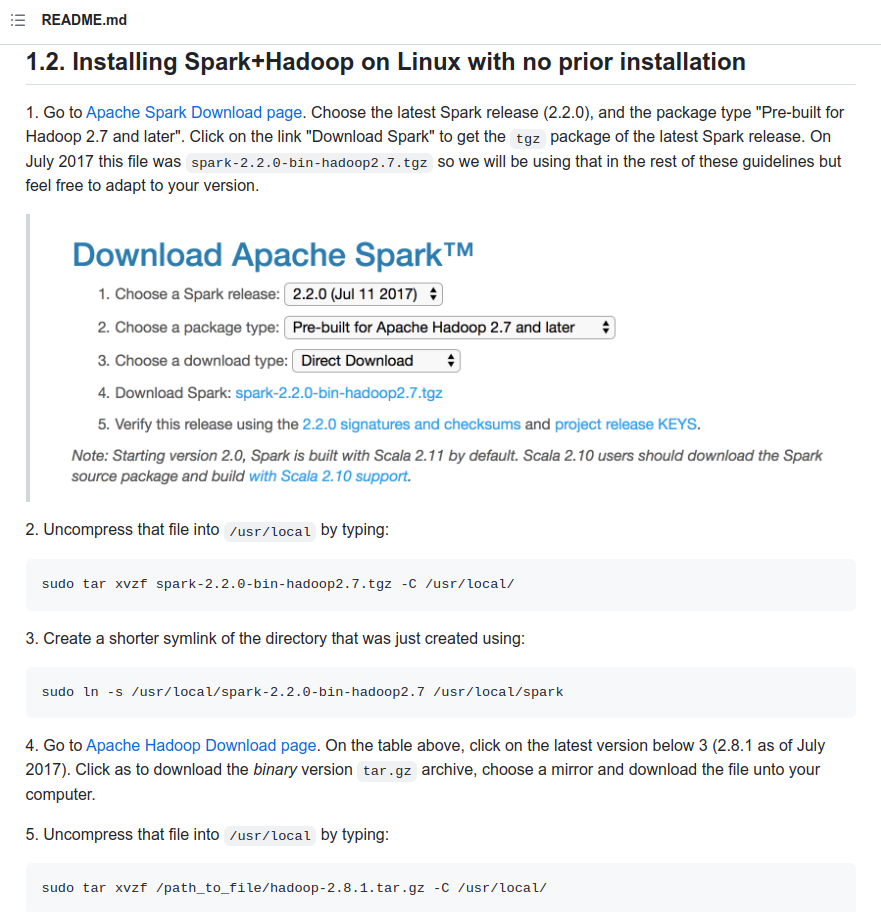 README.md
1.2. Installing Spark+Hadoop on Linux with no prior installation
1. Go to Apache Spark Download page. Choose the latest Spark release (2.2.0), and the package type "Pre-built for
Hadoop 2.7 and later". Click on the link "Download Spark" to get the tgz package of the latest Spark release. On
July 2017 this file was spark-2.2.0-bin-hadoop2.7.tgz so we will be using that in the rest of these guidelines but
feel free to adapt to your version.
Download Apache Spark™
1. Choose a Spark release: 2.2.0 (Jul 11 2017)
2. Choose a package type: Pre-built for Apache Hadoop 2.7 and later
3. Choose a download type: Direct Download
4. Download Spark: spark-2.2.0-bin-hadoop2.7.tgz
5. Verify this release using the 2.2.0 signatures and checksums and project release KEYS.
Note: Starting version 2.0, Spark is built with Scala 2.11 by default. Scala 2.10 users should download the Spark
source package and build with Scala 2.10 support.
2. Uncompress that file into /usr/local by typing:
sudo tar xvzf spark-2.2.0-bin-hadoop2.7.tgz -C /usr/local/
3. Create a shorter symlink of the directory that was just created using:
sudo ln -s /usr/local/spark-2.2.0-bin-hadoop2.7 /usr/local/spark
4. Go to Apache Hadoop Download page. On the table above, click on the latest version below 3 (2.8.1 as of July
2017). Click as to download the binary version tar.gz archive, choose a mirror and download the file unto your
computer.
5. Uncompress that file into /usr/local by typing:
sudo tar xvzf /path_to_file/hadoop-2.8.1.tar.gz -C /usr/local/